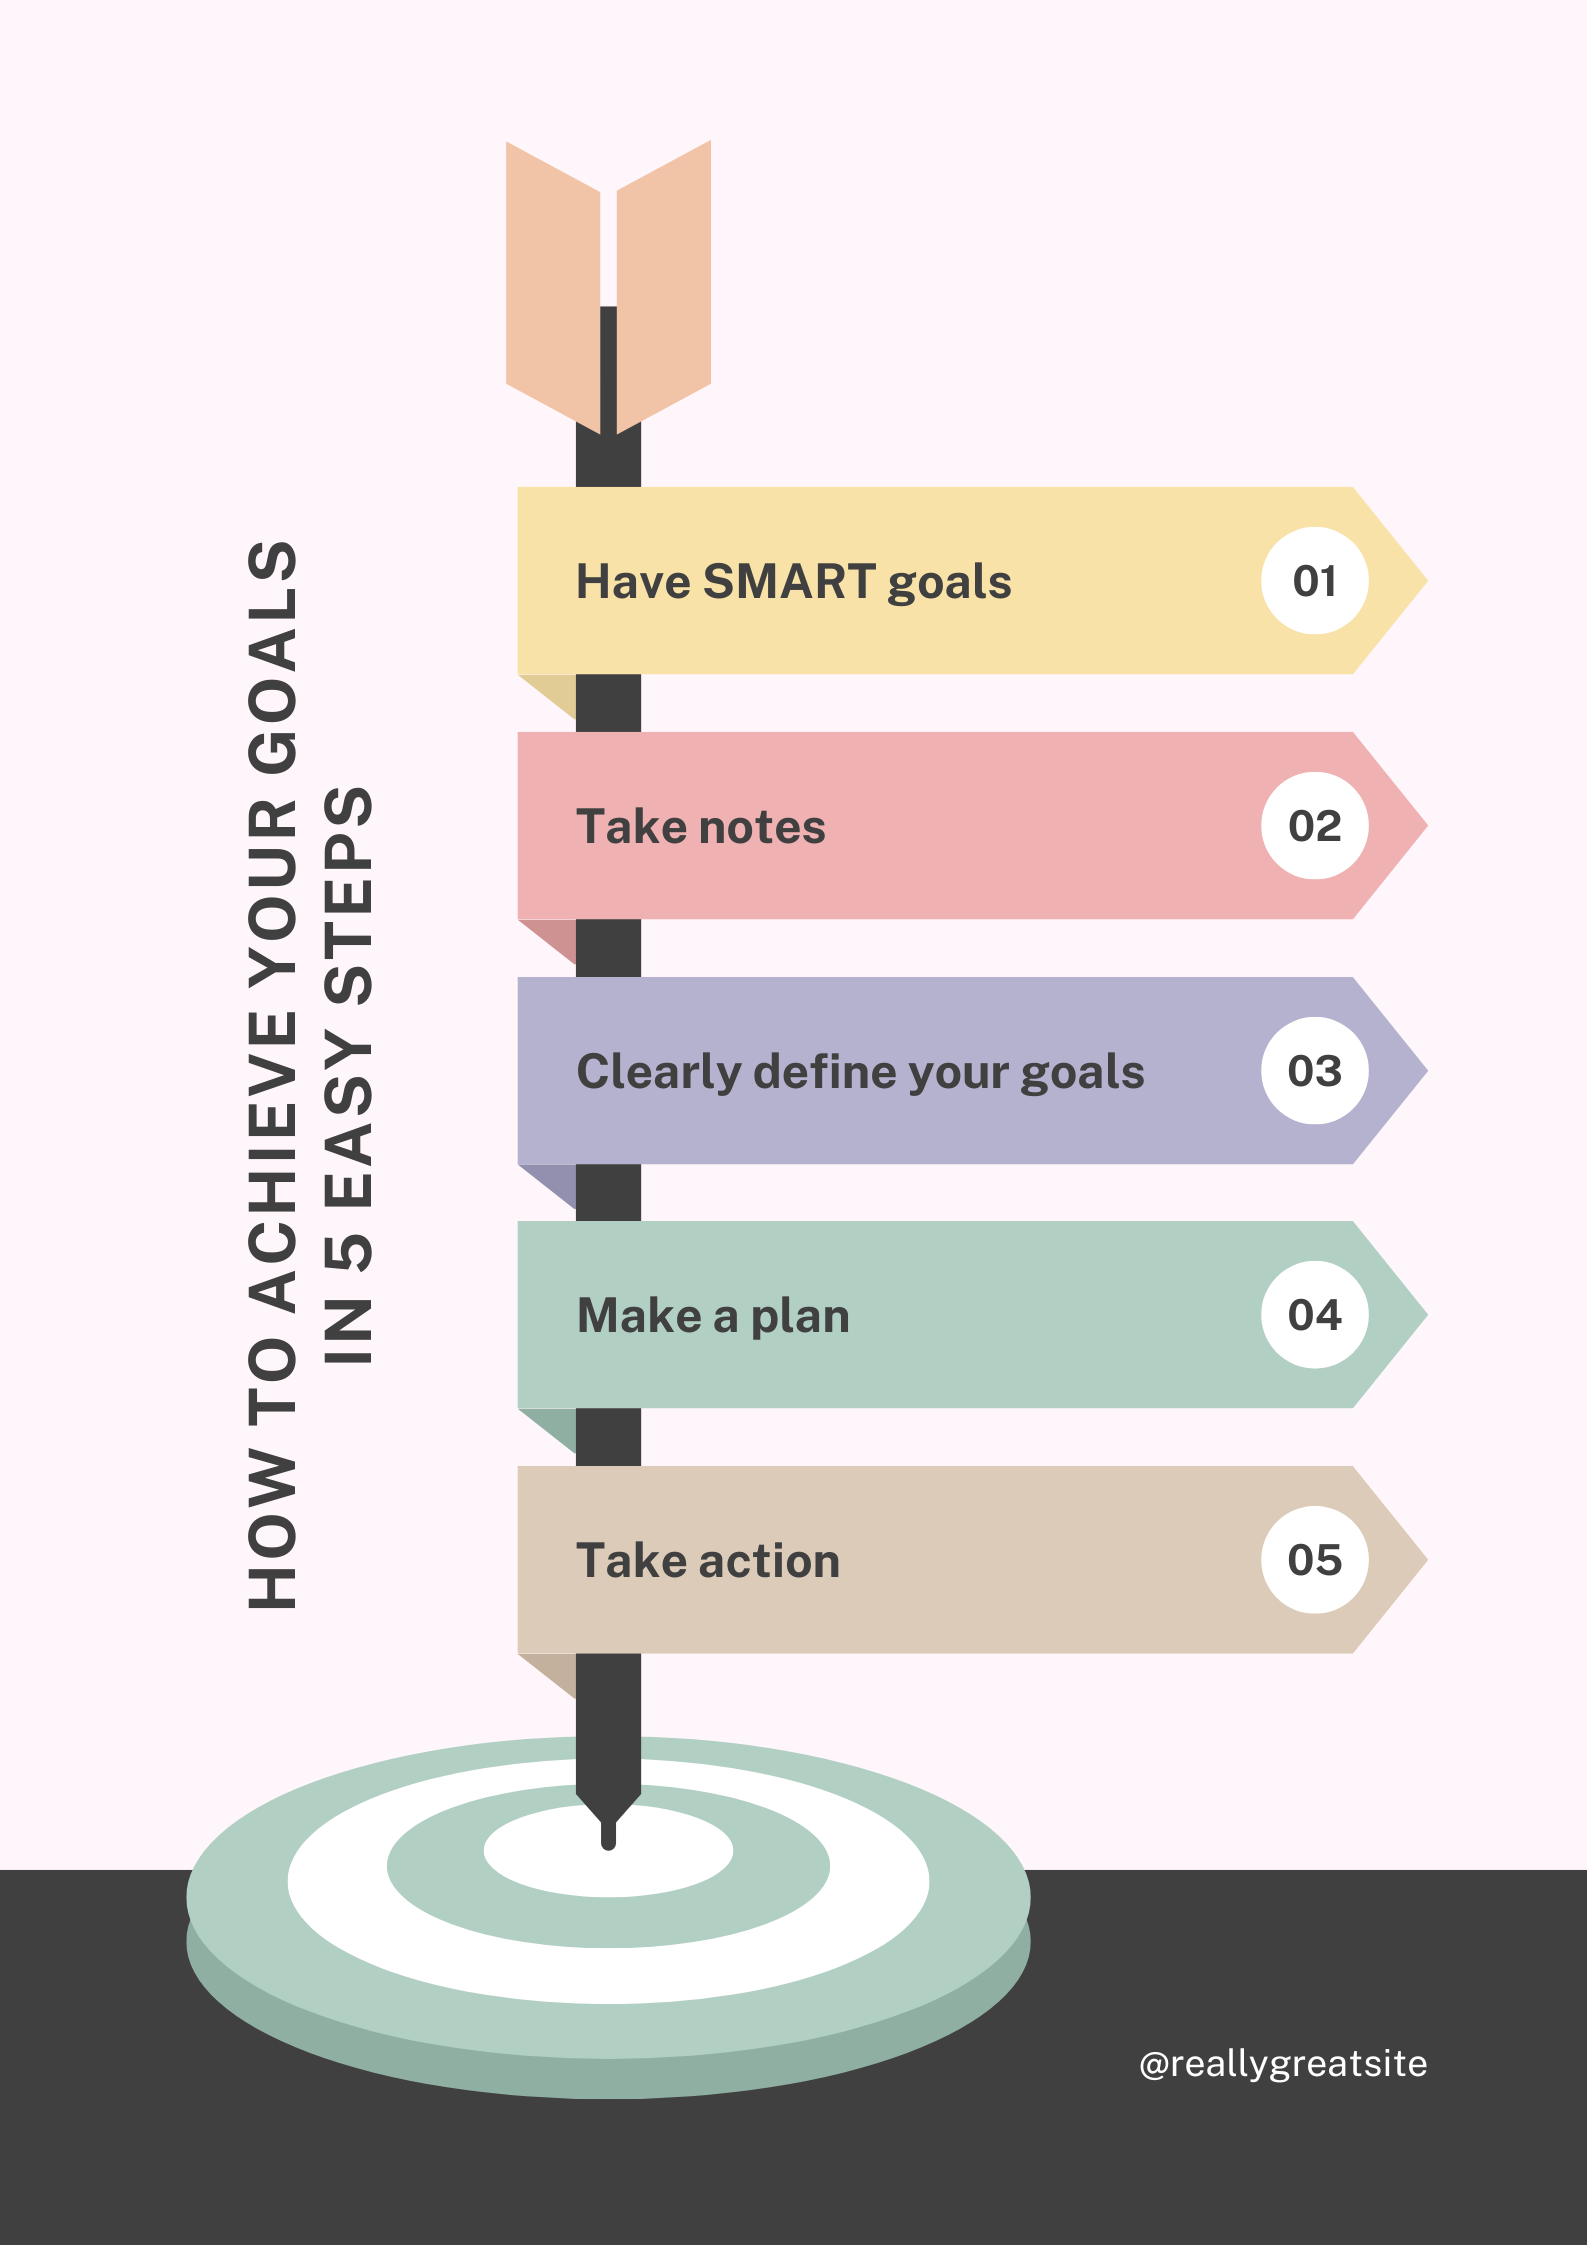 HOW TO ACHIEVE YOUR GOALS
IN 5 EASY STEPS
Have SMART goals 01
Take notes 02
Clearly define your goals 03
Make a plan 04
Take action 05
@reallygreatsite